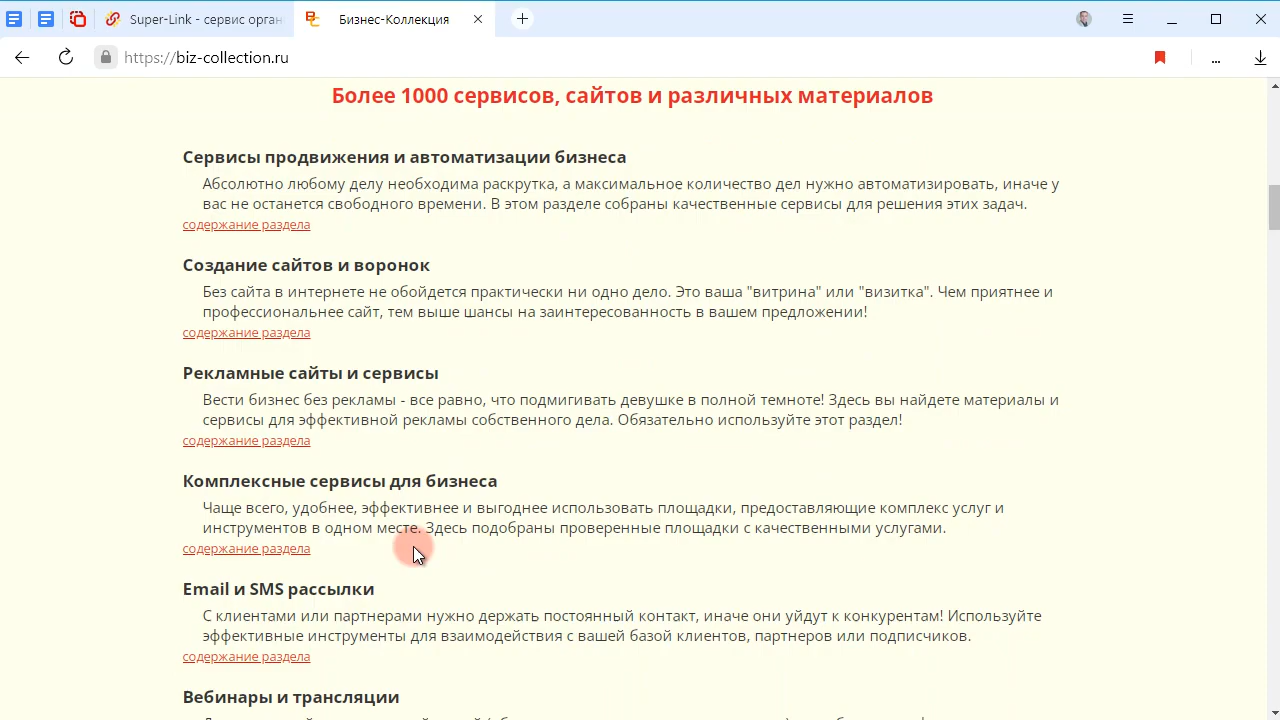 Super-Link - сервис орган
Бизнес-Коллекция
https://biz-collection.ru
Более 1000 сервисов, сайтов и различных материалов
Сервисы продвижения и автоматизации бизнеса
Абсолютно любому делу необходима раскрутка, а максимальное количество дел нужно автоматизировать, иначе у
вас не останется свободного времени. В этом разделе собраны качественные сервисы для решения этих задач.
содержание раздела
Создание сайтов и воронок
Без сайта в интернете не обойдется практически ни одно дело. Это ваша "витрина" или "визитка". Чем приятнее и
профессиональнее сайт, тем выше шансы на заинтересованность в вашем предложении!
содержание раздела
Рекламные сайты и сервисы
Вести бизнес без рекламы - все равно, что подмигивать девушке в полной темноте! Здесь вы найдете материалы и
сервисы для эффективной рекламы собственного дела. Обязательно используйте этот раздел!
содержание раздела
Комплексные сервисы для бизнеса
Чаще всего, удобнее, эффективнее и выгоднее использовать площадки, предоставляющие комплекс услуг и
инструментов в одном месте. Здесь подобраны проверенные площадки с качественными услугами.
содержание раздела
Email и SMS рассылки
С клиентами или партнерами нужно держать постоянный контакт, иначе они уйдут к конкурентам! Используйте
эффективные инструменты для взаимодействия с вашей базой клиентов, партнеров или подписчиков.
содержание раздела
Вебинары и трансляции